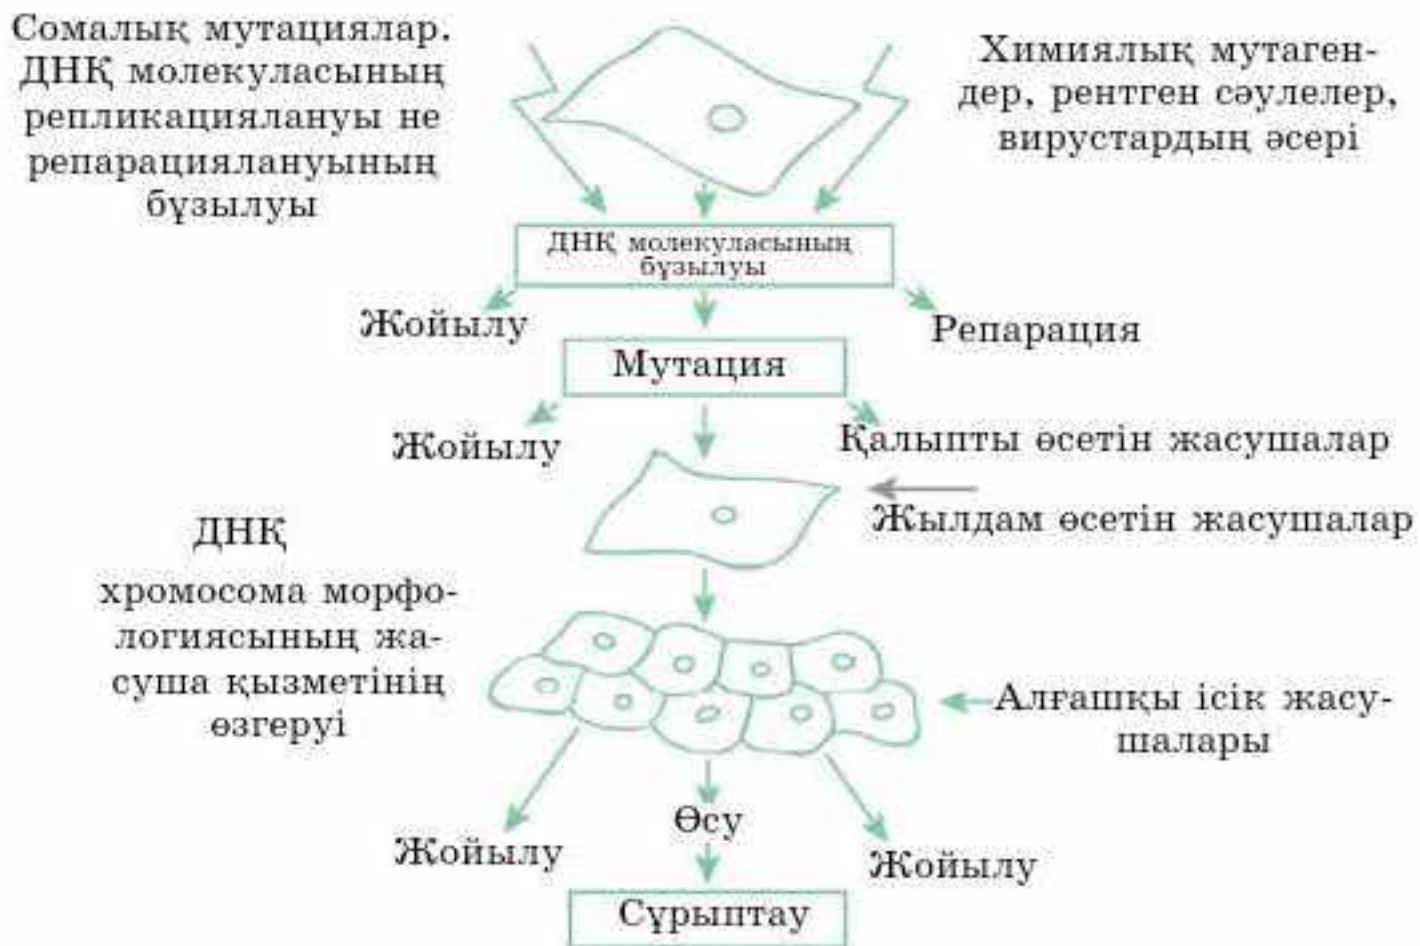 Сомалық мутациялар.
ДНҚ молекуласының
репликациялануы не
репарациялануының
бұзылуы
Химиялық мутаген-
дер, рентген сәулелер,
вирустардың әсері
ДНҚ молекуласының
бұзылуы
Жойылу
Репарация
Мутация
Жойылу
Қалыпты өсетін жасушалар
Жылдам өсетін жасушалар
ДНҚ
хромосома морфо-
логиясының жа-
суша қызметінің
өзгеруі
Алғашқы ісік жасу-
шалары
Жойылу
Өсу
Жойылу
Сұрыптау